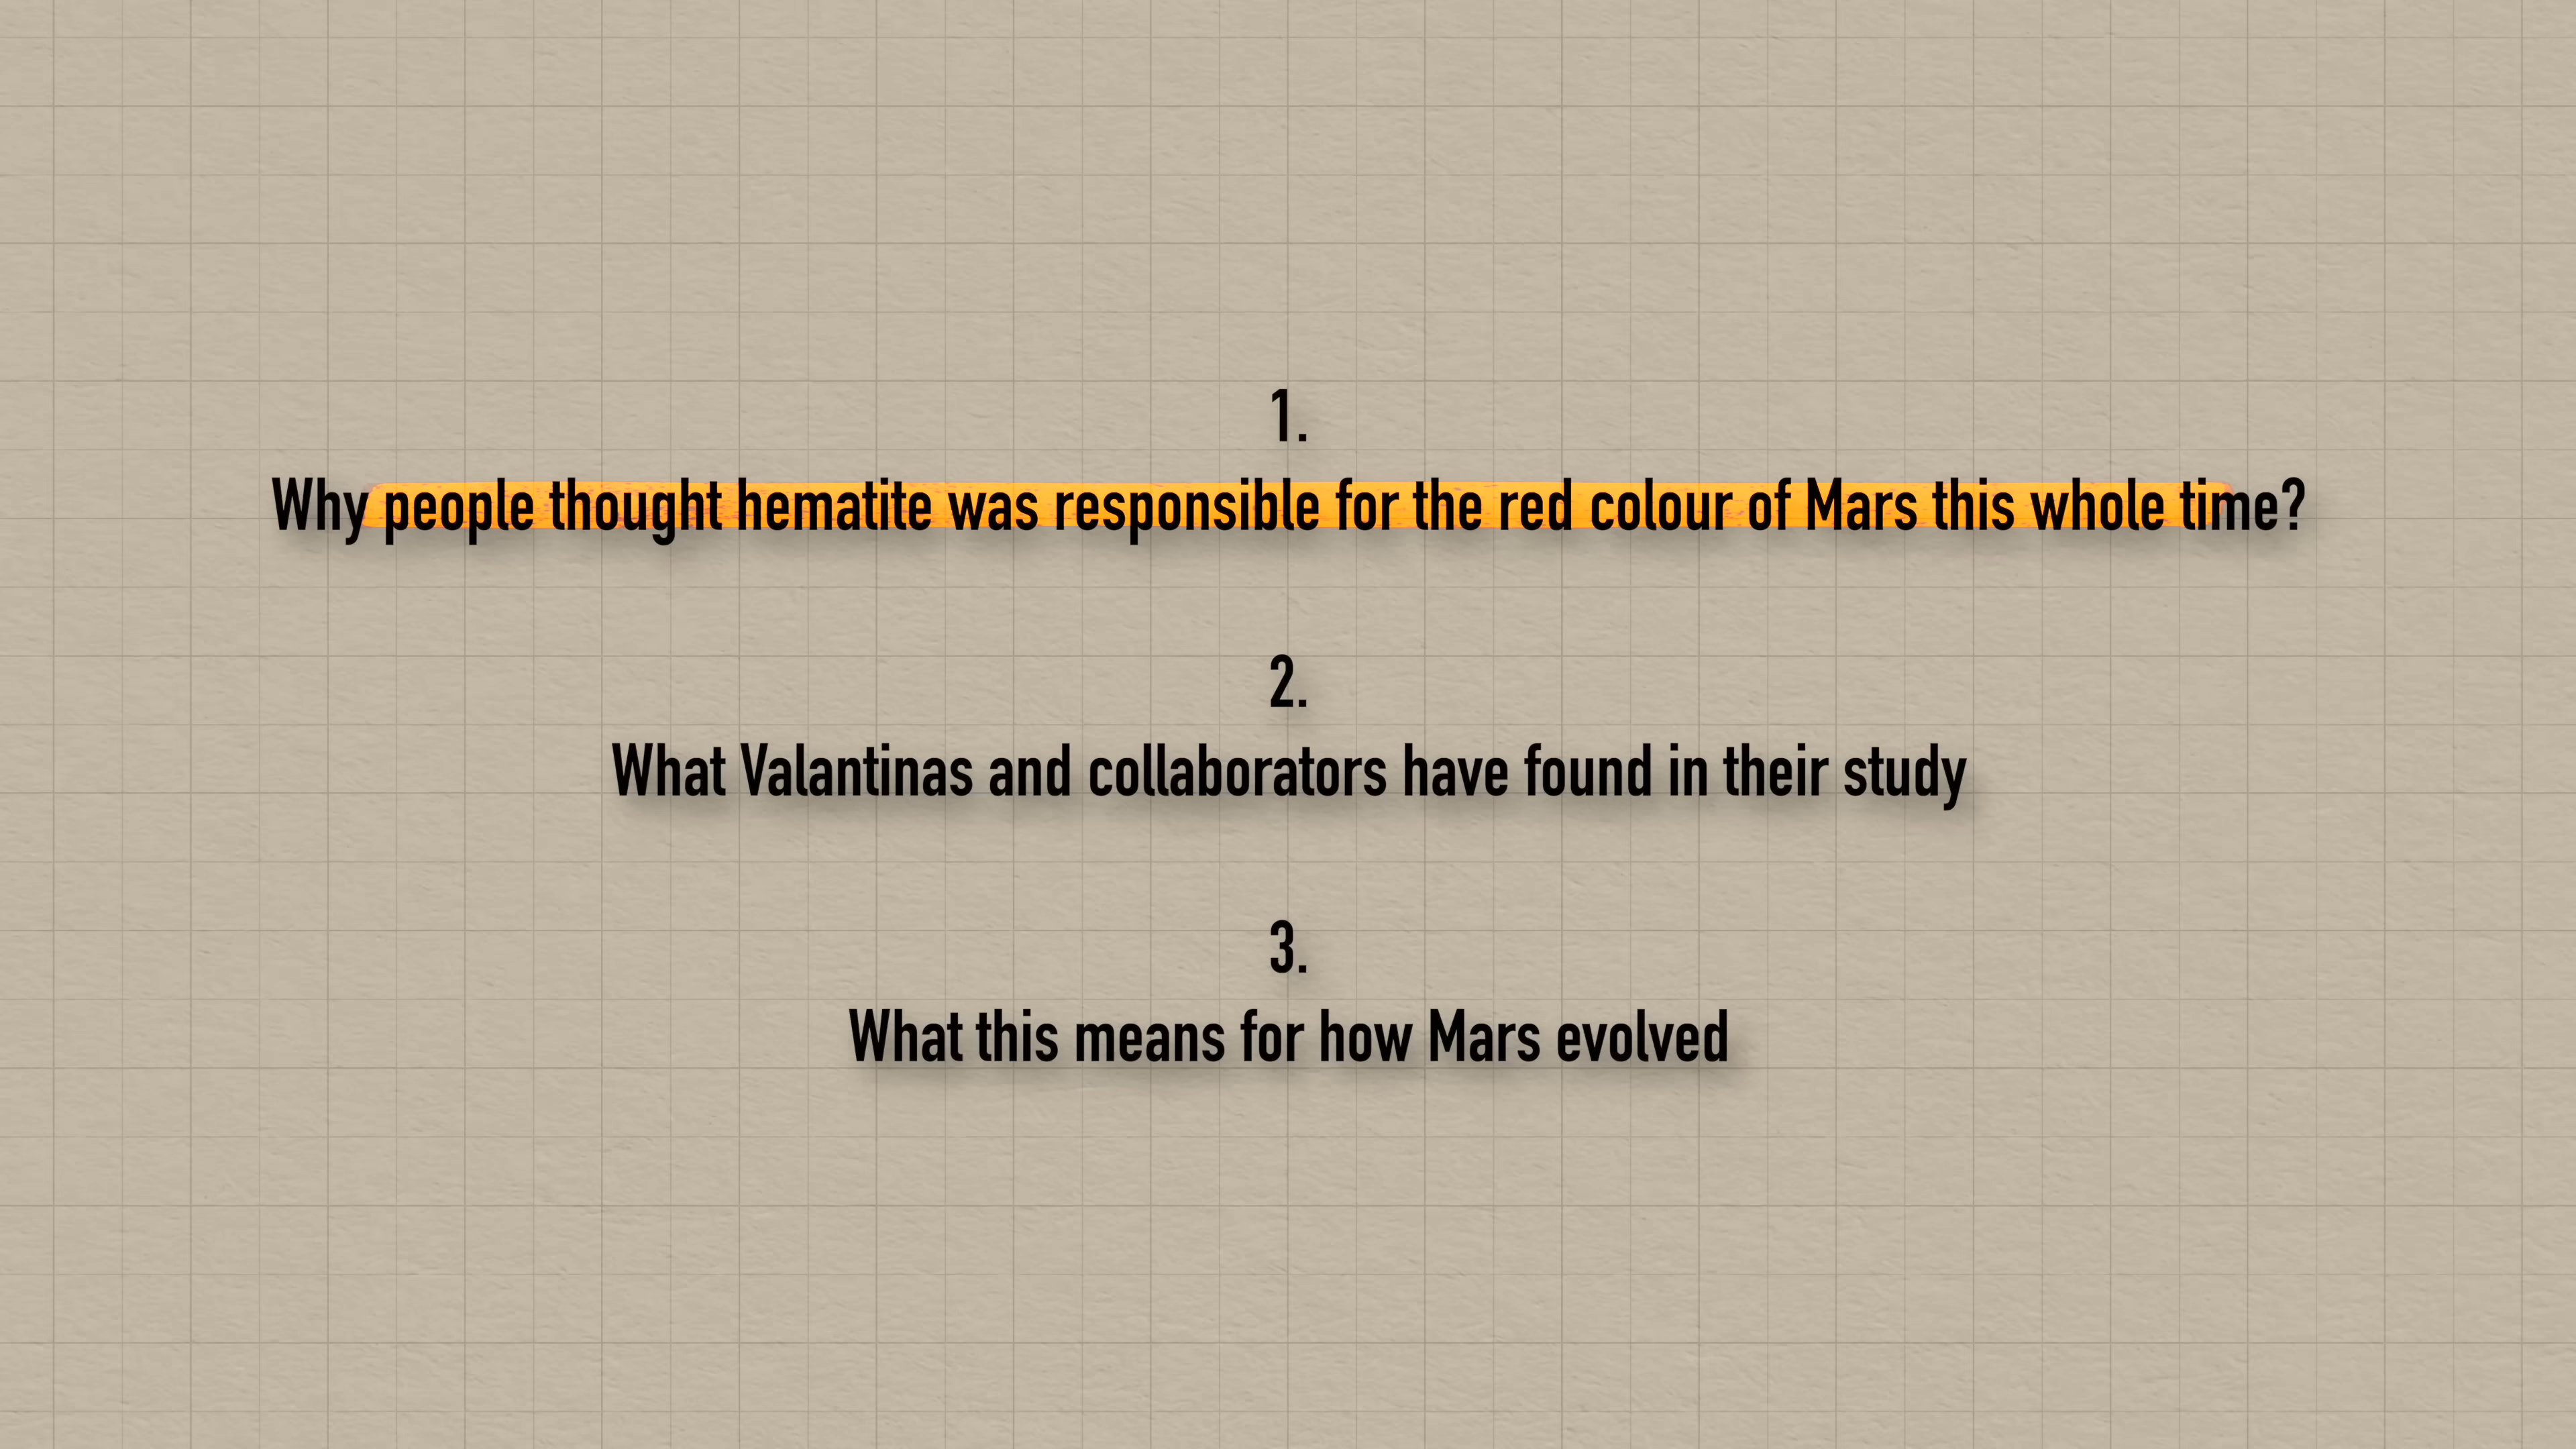 1.
Why people thought hematite was responsible for the red colour of Mars this whole time?
2.
What Valantinas and collaborators have found in their study
3.
What this means for how Mars evolved